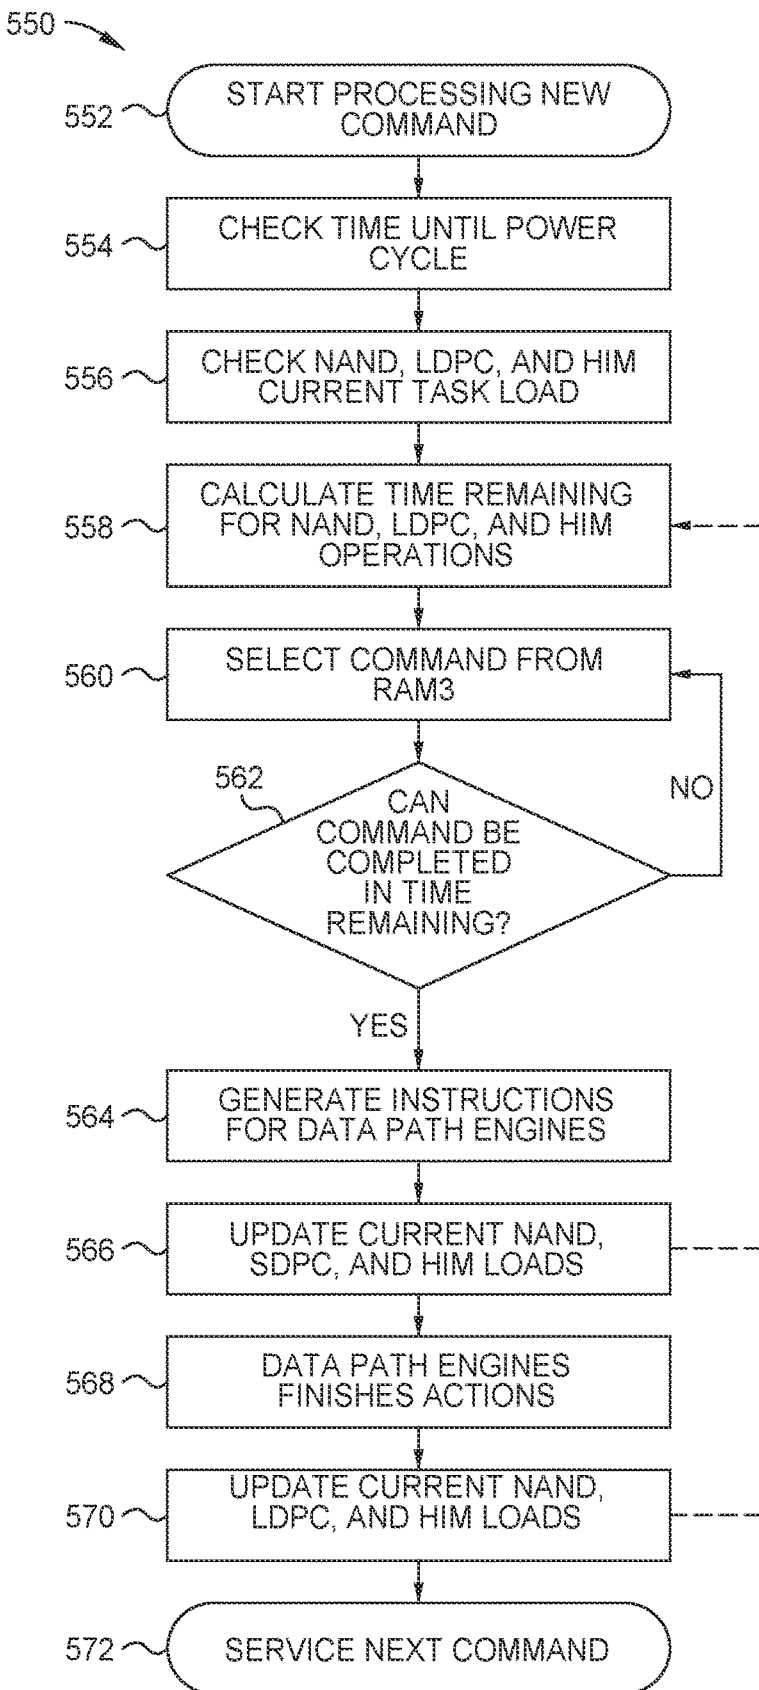 550
552
START PROCESSING NEW
COMMAND
554
CHECK TIME UNTIL POWER
CYCLE
556
CHECK NAND, LDPC, AND HIM
CURRENT TASK LOAD
558
CALCULATE TIME REMAINING
FOR NAND, LDPC, AND HIM
OPERATIONS
560
SELECT COMMAND FROM
RAM3
562
CAN
COMMAND BE
COMPLETED
IN TIME
REMAINING?
NO
YES
564
GENERATE INSTRUCTIONS
FOR DATA PATH ENGINES
566
UPDATE CURRENT NAND,
SDPC, AND HIM LOADS
568
DATA PATH ENGINES
FINISHES ACTIONS
570
UPDATE CURRENT NAND,
LDPC, AND HIM LOADS
572
SERVICE NEXT COMMAND